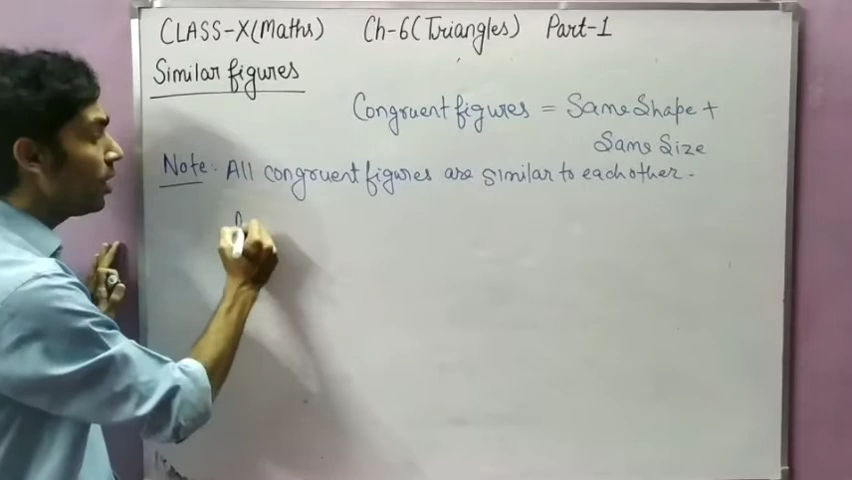 CLASS-X(Maths) Ch-6(Triangles) Part-1
Similar figures
Congruent figures = Same Shape +
Same Size
Note: All congruent figures are similar to each other.